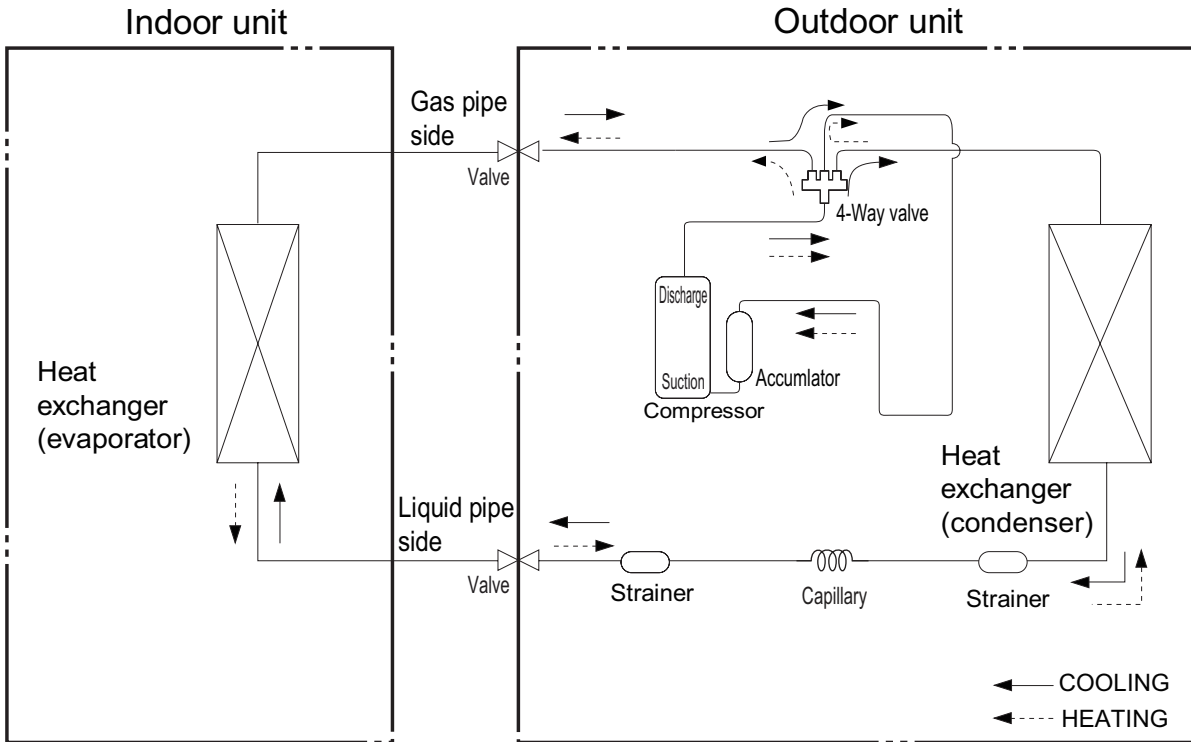 Indoor unit
Outdoor unit
Gas pipe
side
Valve
4-Way valve
Discharge
Suction
Compressor
Accumlator
Heat
exchanger
(evaporator)
Heat
exchanger
(condenser)
Liquid pipe
side
Valve
Strainer
Capillary
Strainer
COOLING
HEATING